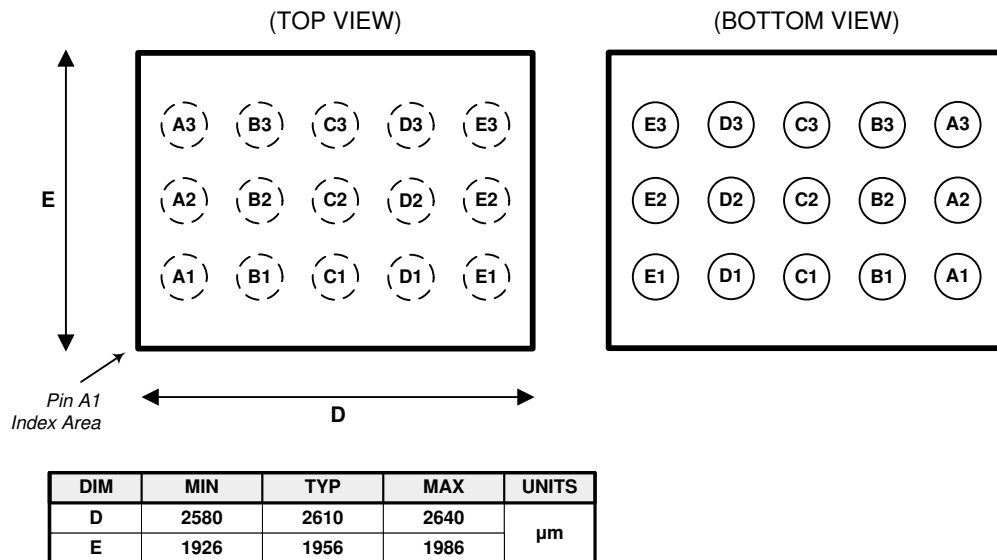 (TOP VIEW) (BOTTOM VIEW)
A3 B3 C3 D3 E3 E3 D3 C3 B3 A3
E A2 B2 C2 D2 E2 E2 D2 C2 B2 A2
A1 B1 C1 D1 E1 E1 D1 C1 B1 A1
Pin A1
Index Area
D
DIM MIN TYP MAX UNITS
D 2580 2610 2640 µm
E 1926 1956 1986